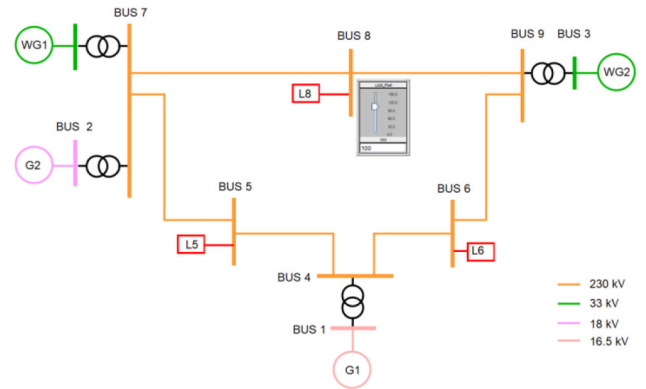 BUS 7
BUS 8
BUS 9
BUS 3
WG1
WG2
L8
100
BUS 2
G2
BUS 5
BUS 6
L5
L6
BUS 4
BUS 1
G1
230 kV
33 kV
18 kV
16.5 kV